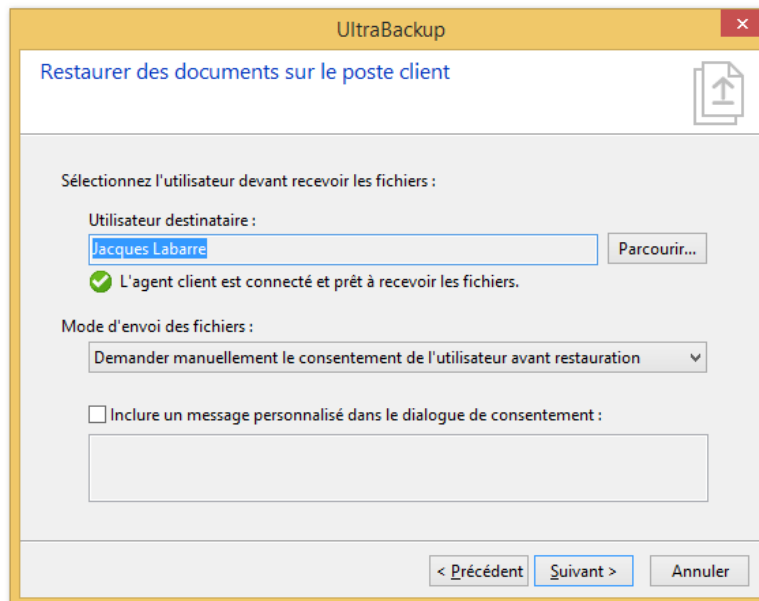 UltraBackup
Restaurer des documents sur le poste client
Sélectionnez l'utilisateur devant recevoir les fichiers :
Utilisateur destinataire :
Jacques Labarre
Parcourir...
L'agent client est connecté et prêt à recevoir les fichiers.
Mode d'envoi des fichiers :
Demander manuellement le consentement de l'utilisateur avant restauration
Inclure un message personnalisé dans le dialogue de consentement :
< Précédent
Suivant >
Annuler